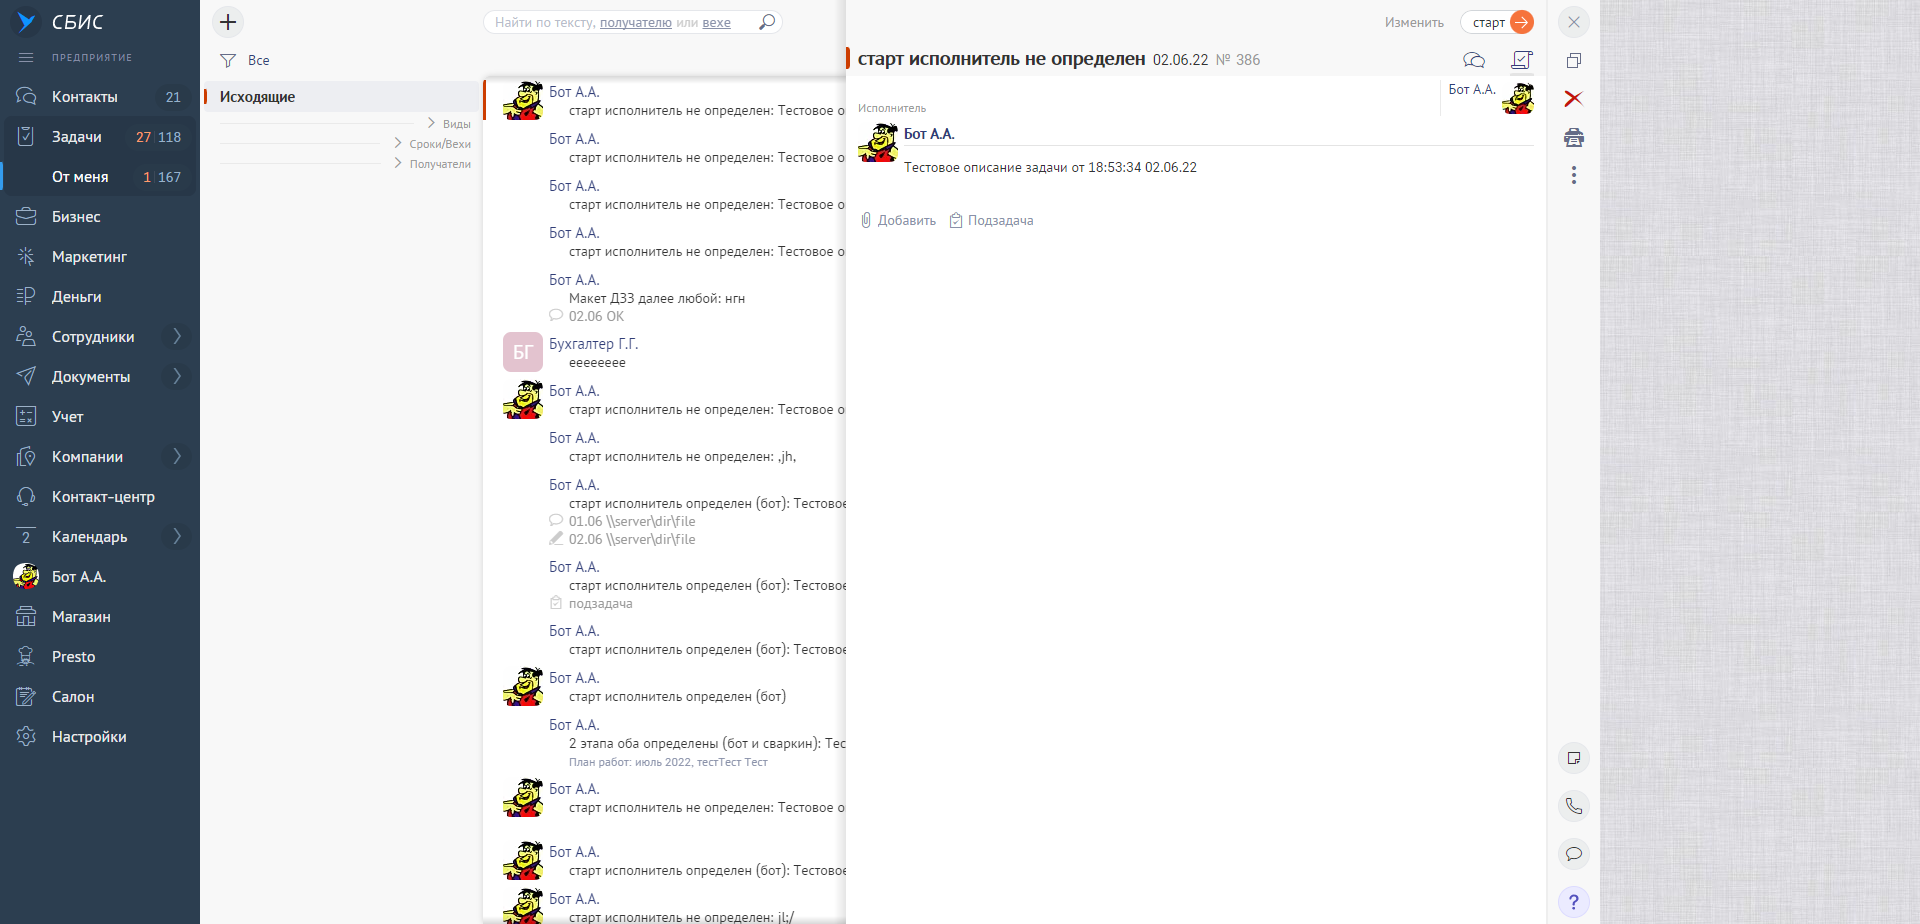 СБИС
ПРЕДПРИЯТИЕ
Контакты 21
Задачи 27 118
От меня 1 167
Бизнес
Маркетинг
Деньги
Сотрудники
Документы
Учет
Компании
Контакт-центр
2 Календарь
Бот А.А.
Магазин
Presto
Салон
Настройки
Найти по тексту, получателю или вехе
Все
Исходящие
Виды
Сроки/Вехи
Получатели
Бот А.А.
старт исполнитель не определен: Тестовое о
Бот А.А.
старт исполнитель не определен: Тестовое о
Бот А.А.
старт исполнитель не определен: Тестовое о
Бот А.А.
старт исполнитель не определен: Тестовое о
Бот А.А.
Макет ДЗЗ далее любой: нгн
02.06 ОК
БГ
Бухгалтер Г.Г.
ееееееее
Бот А.А.
старт исполнитель не определен: Тестовое о
Бот А.А.
старт исполнитель не определен: ,jh,
Бот А.А.
старт исполнитель определен (бот): Тестовое
01.06 \\server\dir\file
02.06 \\server\dir\file
Бот А.А.
старт исполнитель определен (бот): Тестовое
подзадача
Бот А.А.
старт исполнитель определен (бот): Тестовое
Бот А.А.
старт исполнитель определен (бот)
Бот А.А.
2 этапа оба определены (бот и сваркин): Тес
План работ: июль 2022, тестТест Тест
Бот А.А.
старт исполнитель не определен: Тестовое о
Бот А.А.
старт исполнитель определен (бот): Тестовое
Бот А.А.
старт исполнитель не определен: jl;/
Изменить старт
старт исполнитель не определен 02.06.22 № 386
Бот А.А.
Исполнитель
Бот А.А.
Тестовое описание задачи от 18:53:34 02.06.22
Добавить Подзадача
?